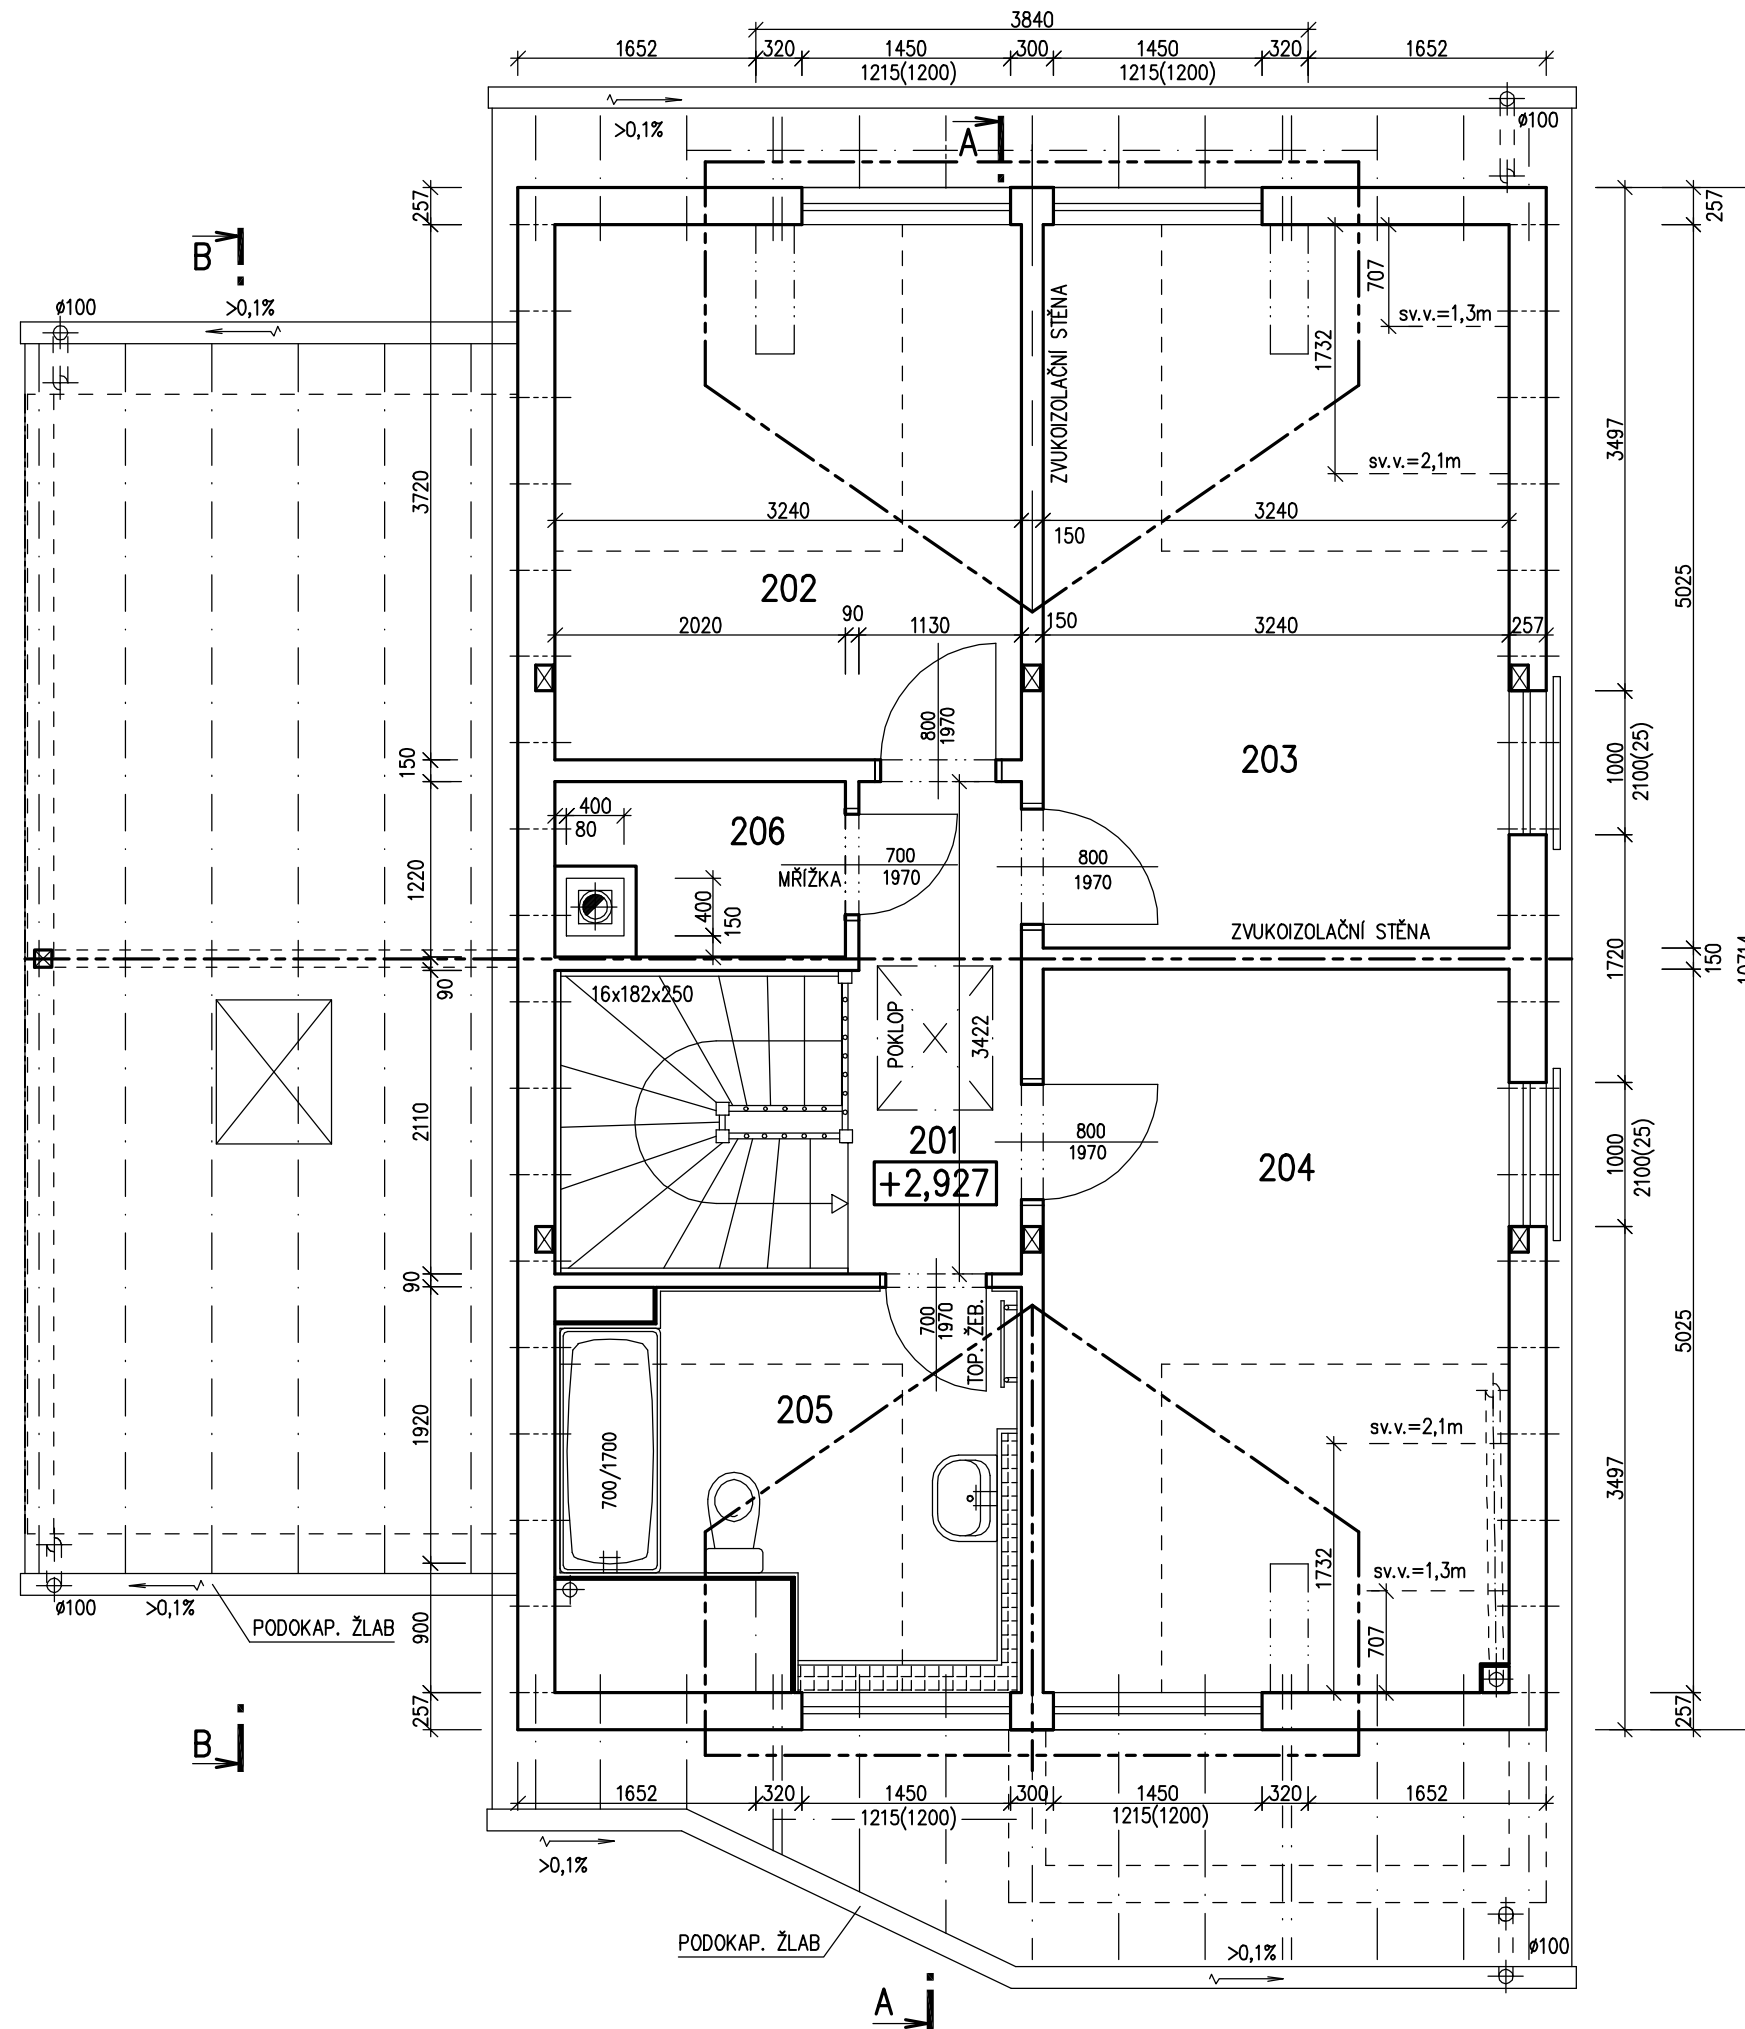 3840
1652 320 1450 300 1450 320 1652
1215(1200) 1215(1200)
>0,1% A ø100
257 257
B
707
ø100 >0,1%
sv.v.=1,3m
ZVUKOIZOLAČNÍ STĚNA
1732
3497
sv.v.=2,1m
3720
3240 3240
150
202
5025
90
2020 1130 150 3240 257
800
1970
203
150
1000
2100(25)
400
80
206
700
1970
MŘÍŽKA
800
1970
1220
400
150
ZVUKOIZOLAČNÍ STĚNA
1720
150
10714
90
16x182x250
POKLOP
3422
2110
201
+2,927
800
1970
204
1000
2100(25)
90
700
1970
TOP. ŽEB.
5025
205
1920
sv.v.=2,1m
700/1700
3497
1732
sv.v.=1,3m
ø100 >0,1%
PODOKAP. ŽLAB
900
707
257 257
B
1652 320 1450 300 1450 320 1652
1215(1200) 1215(1200)
>0,1%
PODOKAP. ŽLAB
>0,1% ø100
A